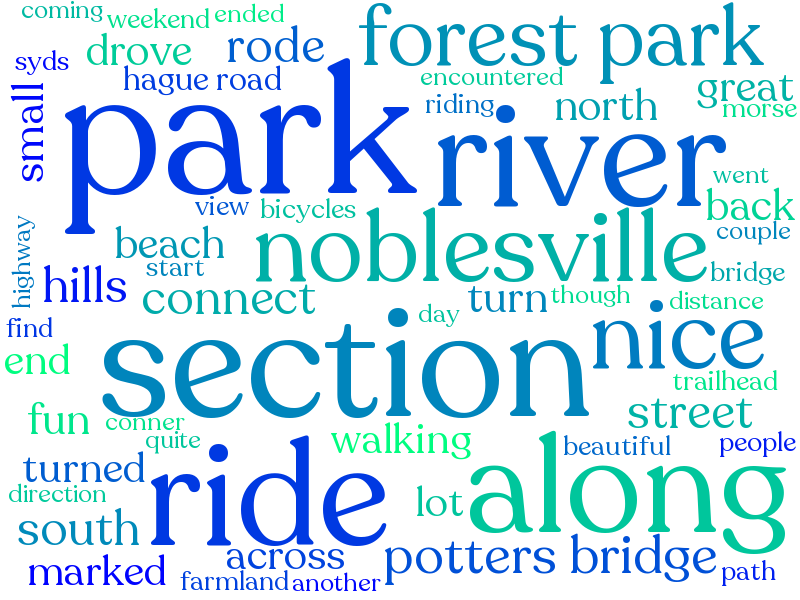 coming
weekend
ended
drove
rode
forest park
syds
hague road
encountered
great
small
park
riding
north
morse
river
went
view
bicycles
back
highway
beach
noblesville
couple
start
bridge
hills
connect
turn
though
distance
find
day
section
nice
end
trailhead
fun
conner
street
quite
walking
beautiful
people
turned
ride
along
direction
lot
south
across
potters bridge
marked
farmland
another
path